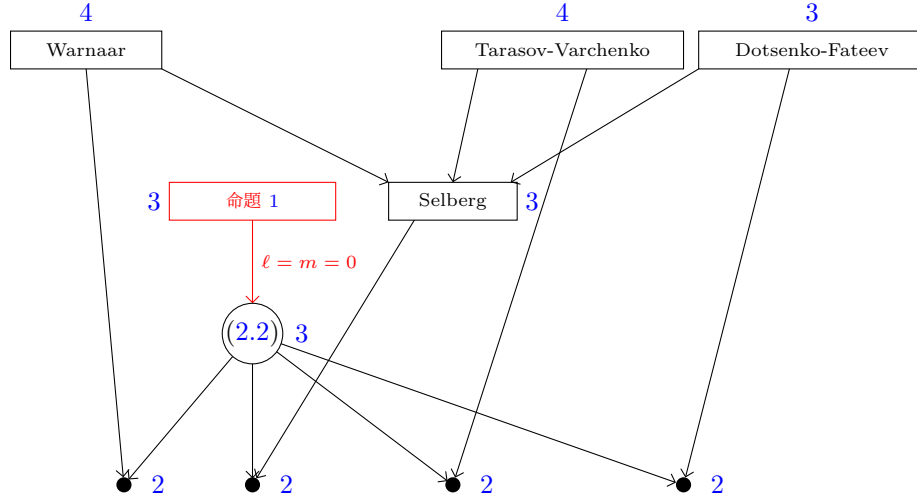 4 4 3
Warnaar Tarasov-Varchenko Dotsenko-Fateev
3 命題 1 Selberg 3
ℓ = m = 0
(2.2) 3
2 2 2 2